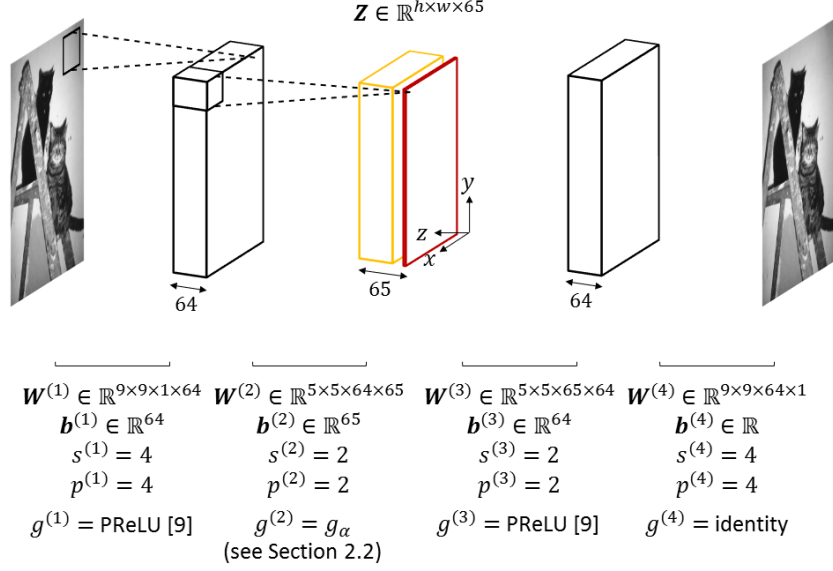 Z ∈ ℝ^{h×w×65}
y
z
x
64
65
64
W^{(1)} ∈ ℝ^{9×9×1×64}
b^{(1)} ∈ ℝ^{64}
s^{(1)} = 4
p^{(1)} = 4
g^{(1)} = PReLU [9]
W^{(2)} ∈ ℝ^{5×5×64×65}
b^{(2)} ∈ ℝ^{65}
s^{(2)} = 2
p^{(2)} = 2
g^{(2)} = g_α
(see Section 2.2)
W^{(3)} ∈ ℝ^{5×5×65×64}
b^{(3)} ∈ ℝ^{64}
s^{(3)} = 2
p^{(3)} = 2
g^{(3)} = PReLU [9]
W^{(4)} ∈ ℝ^{9×9×64×1}
b^{(4)} ∈ ℝ
s^{(4)} = 4
p^{(4)} = 4
g^{(4)} = identity